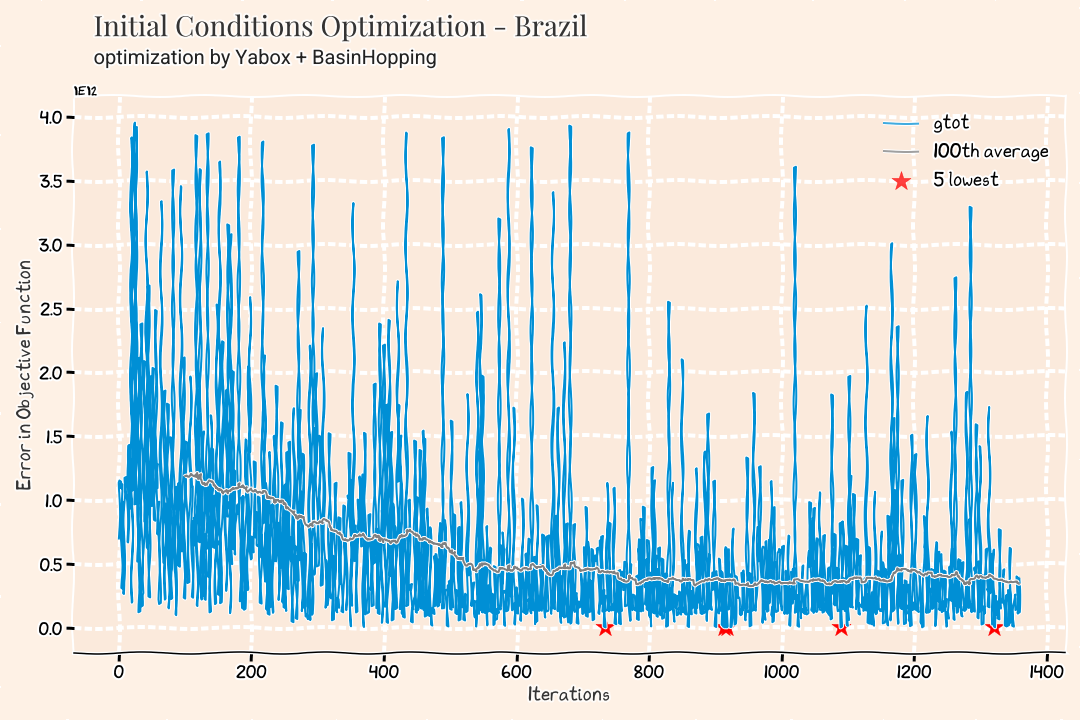 Initial Conditions Optimization - Brazil
optimization by Yabox + BasinHopping
1E12
4.0
3.5
3.0
2.5
2.0
1.5
1.0
0.5
0.0
Error in Objective Function
gtot
100th average
5 lowest
0 200 400 600 800 1000 1200 1400
Iterations